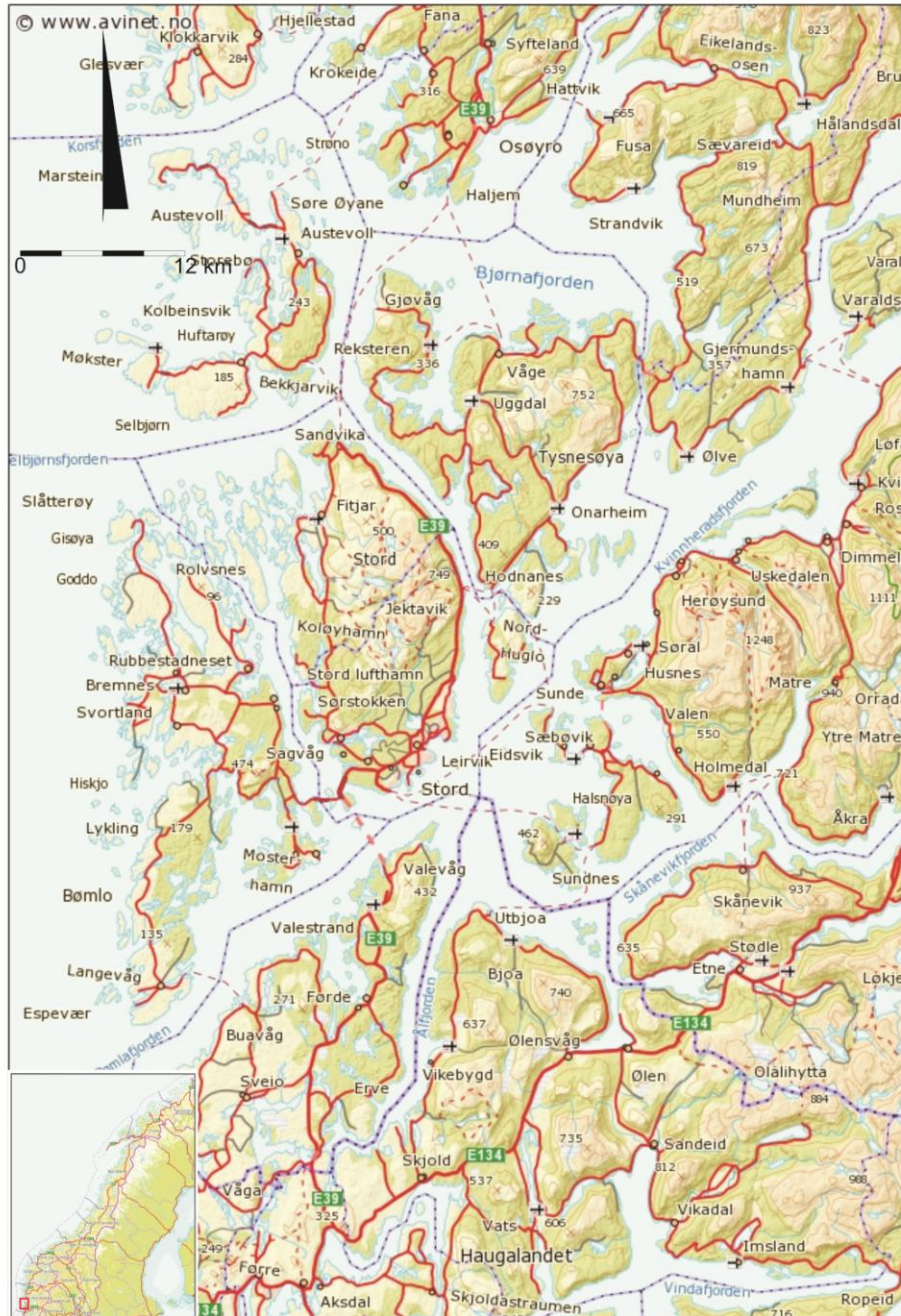 © www.avinet.no
Hjellestad
Fana
Klokkarvik
Syfteland
Eikelands-
osen
823
Glesvær
284
Krokeide
316
639
Hattvik
E39
665
Bru
Hålandsdal
Korsfjorden
Strøno
Osøyro
Fusa
Sævareid
819
Marstein
Haljem
Mundheim
Austevoll
Søre Øyane
Austevoll
Strandvik
673
Storebø
0
12 km
Bjørnafjorden
519
Varal
Kolbeinsvik
243
Gjøvåg
Varalds
Huftarøy
Reksteren
336
Gjermunds-
hamn
357
Møkster
185
Bekkjarvik
Våge
752
Uggdal
Selbjørn
Sandvika
Tysnesøya
Ølve
Løf
elbjørnsfjorden
Kvi
Slåtterøy
Fitjar
Onarheim
Kvinnheradsfjorden
Ros
Gisøya
500
E39
Stord
409
Dimmel
Goddo
Rolvsnes
96
749
Hodnanes
229
Uskedalen
Jektavik
Herøysund
1111
Koløyhamn
Nord-
Huglo
1248
Rubbestadneset
Søral
Stord lufthamn
Husnes
Matre
940
Bremnes
Sørstokken
Sunde
Orrad
Svortland
Valen
Sæbøvik
550
Ytre Matre
Sagvåg
Leirvik
Eidsvik
474
Holmedal
721
Hiskjo
Stord
Halsnøya
291
Åkra
Lykling
179
462
Moster-
hamn
Valevåg
432
Sundnes
Skånevikfjorden
Bømlo
937
Skånevik
Utbjoa
Valestrand
135
E39
635
Stødle
Langevåg
Bjoa
Etne
Løkje
271
Førde
740
Espevær
Ålfjorden
E134
Buavåg
637
Ølensvåg
ømlafjorden
Vikebygd
Ølen
Olalihytta
Sveio
Erve
884
735
Sandeid
Skjold
E134
812
537
988
Våga
E39
325
Vikadal
Vats
606
249
Haugalandet
Imsland
Førre
Vindafjorden
34
Aksdal
Skjoldastraumen
716
Ropeid